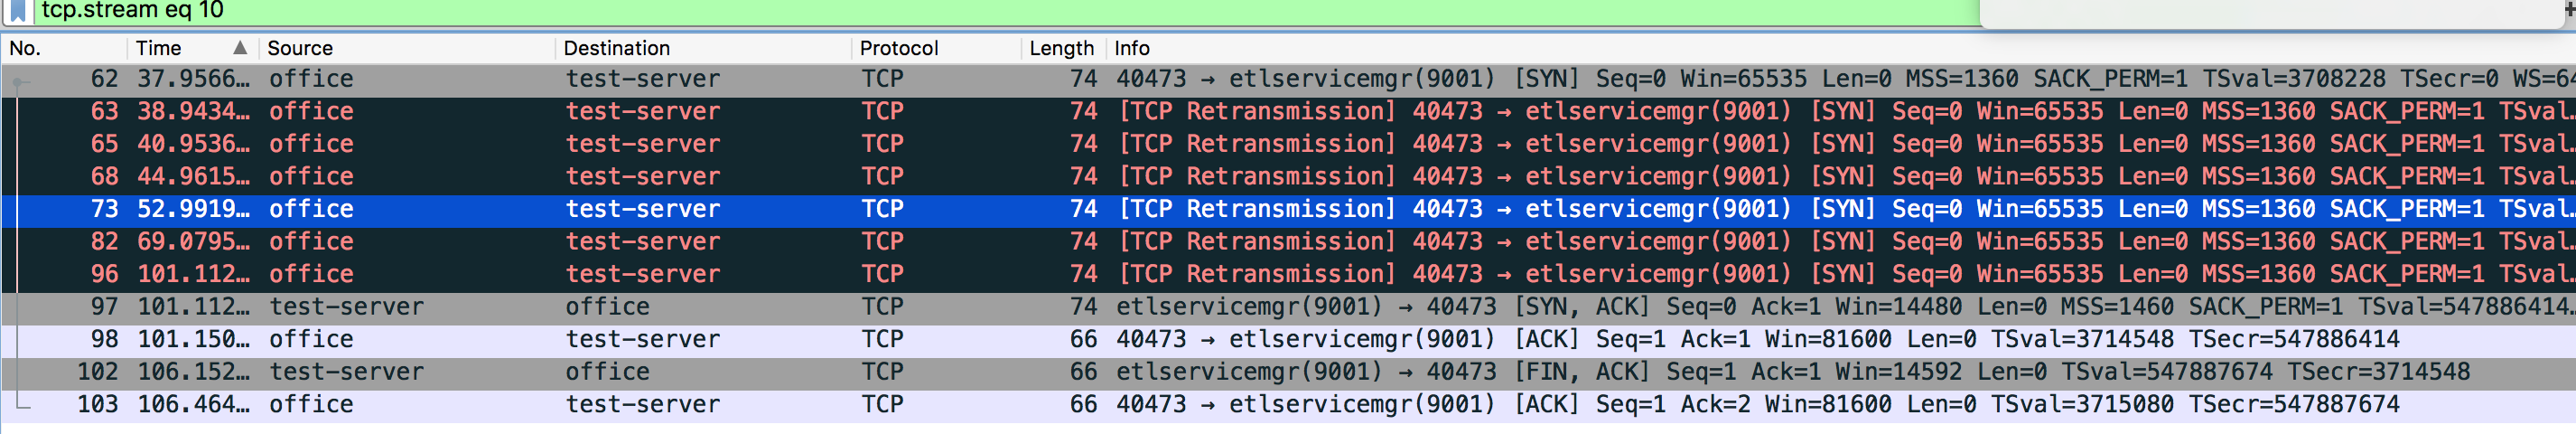 tcp.stream eq 10
No. Time Source Destination Protocol Length Info
62 37.9566… office test-server TCP 74 40473 → etlservicemgr(9001) [SYN] Seq=0 Win=65535 Len=0 MSS=1360 SACK_PERM=1 TSval=3708228 TSecr=0 WS=64
63 38.9434… office test-server TCP 74 [TCP Retransmission] 40473 → etlservicemgr(9001) [SYN] Seq=0 Win=65535 Len=0 MSS=1360 SACK_PERM=1 TSval…
65 40.9536… office test-server TCP 74 [TCP Retransmission] 40473 → etlservicemgr(9001) [SYN] Seq=0 Win=65535 Len=0 MSS=1360 SACK_PERM=1 TSval…
68 44.9615… office test-server TCP 74 [TCP Retransmission] 40473 → etlservicemgr(9001) [SYN] Seq=0 Win=65535 Len=0 MSS=1360 SACK_PERM=1 TSval…
73 52.9919… office test-server TCP 74 [TCP Retransmission] 40473 → etlservicemgr(9001) [SYN] Seq=0 Win=65535 Len=0 MSS=1360 SACK_PERM=1 TSval…
82 69.0795… office test-server TCP 74 [TCP Retransmission] 40473 → etlservicemgr(9001) [SYN] Seq=0 Win=65535 Len=0 MSS=1360 SACK_PERM=1 TSval…
96 101.112… office test-server TCP 74 [TCP Retransmission] 40473 → etlservicemgr(9001) [SYN] Seq=0 Win=65535 Len=0 MSS=1360 SACK_PERM=1 TSval…
97 101.112… test-server office TCP 74 etlservicemgr(9001) → 40473 [SYN, ACK] Seq=0 Ack=1 Win=14480 Len=0 MSS=1460 SACK_PERM=1 TSval=547886414…
98 101.150… office test-server TCP 66 40473 → etlservicemgr(9001) [ACK] Seq=1 Ack=1 Win=81600 Len=0 TSval=3714548 TSecr=547886414
102 106.152… test-server office TCP 66 etlservicemgr(9001) → 40473 [FIN, ACK] Seq=1 Ack=1 Win=14592 Len=0 TSval=547887674 TSecr=3714548
103 106.464… office test-server TCP 66 40473 → etlservicemgr(9001) [ACK] Seq=1 Ack=2 Win=81600 Len=0 TSval=3715080 TSecr=547887674